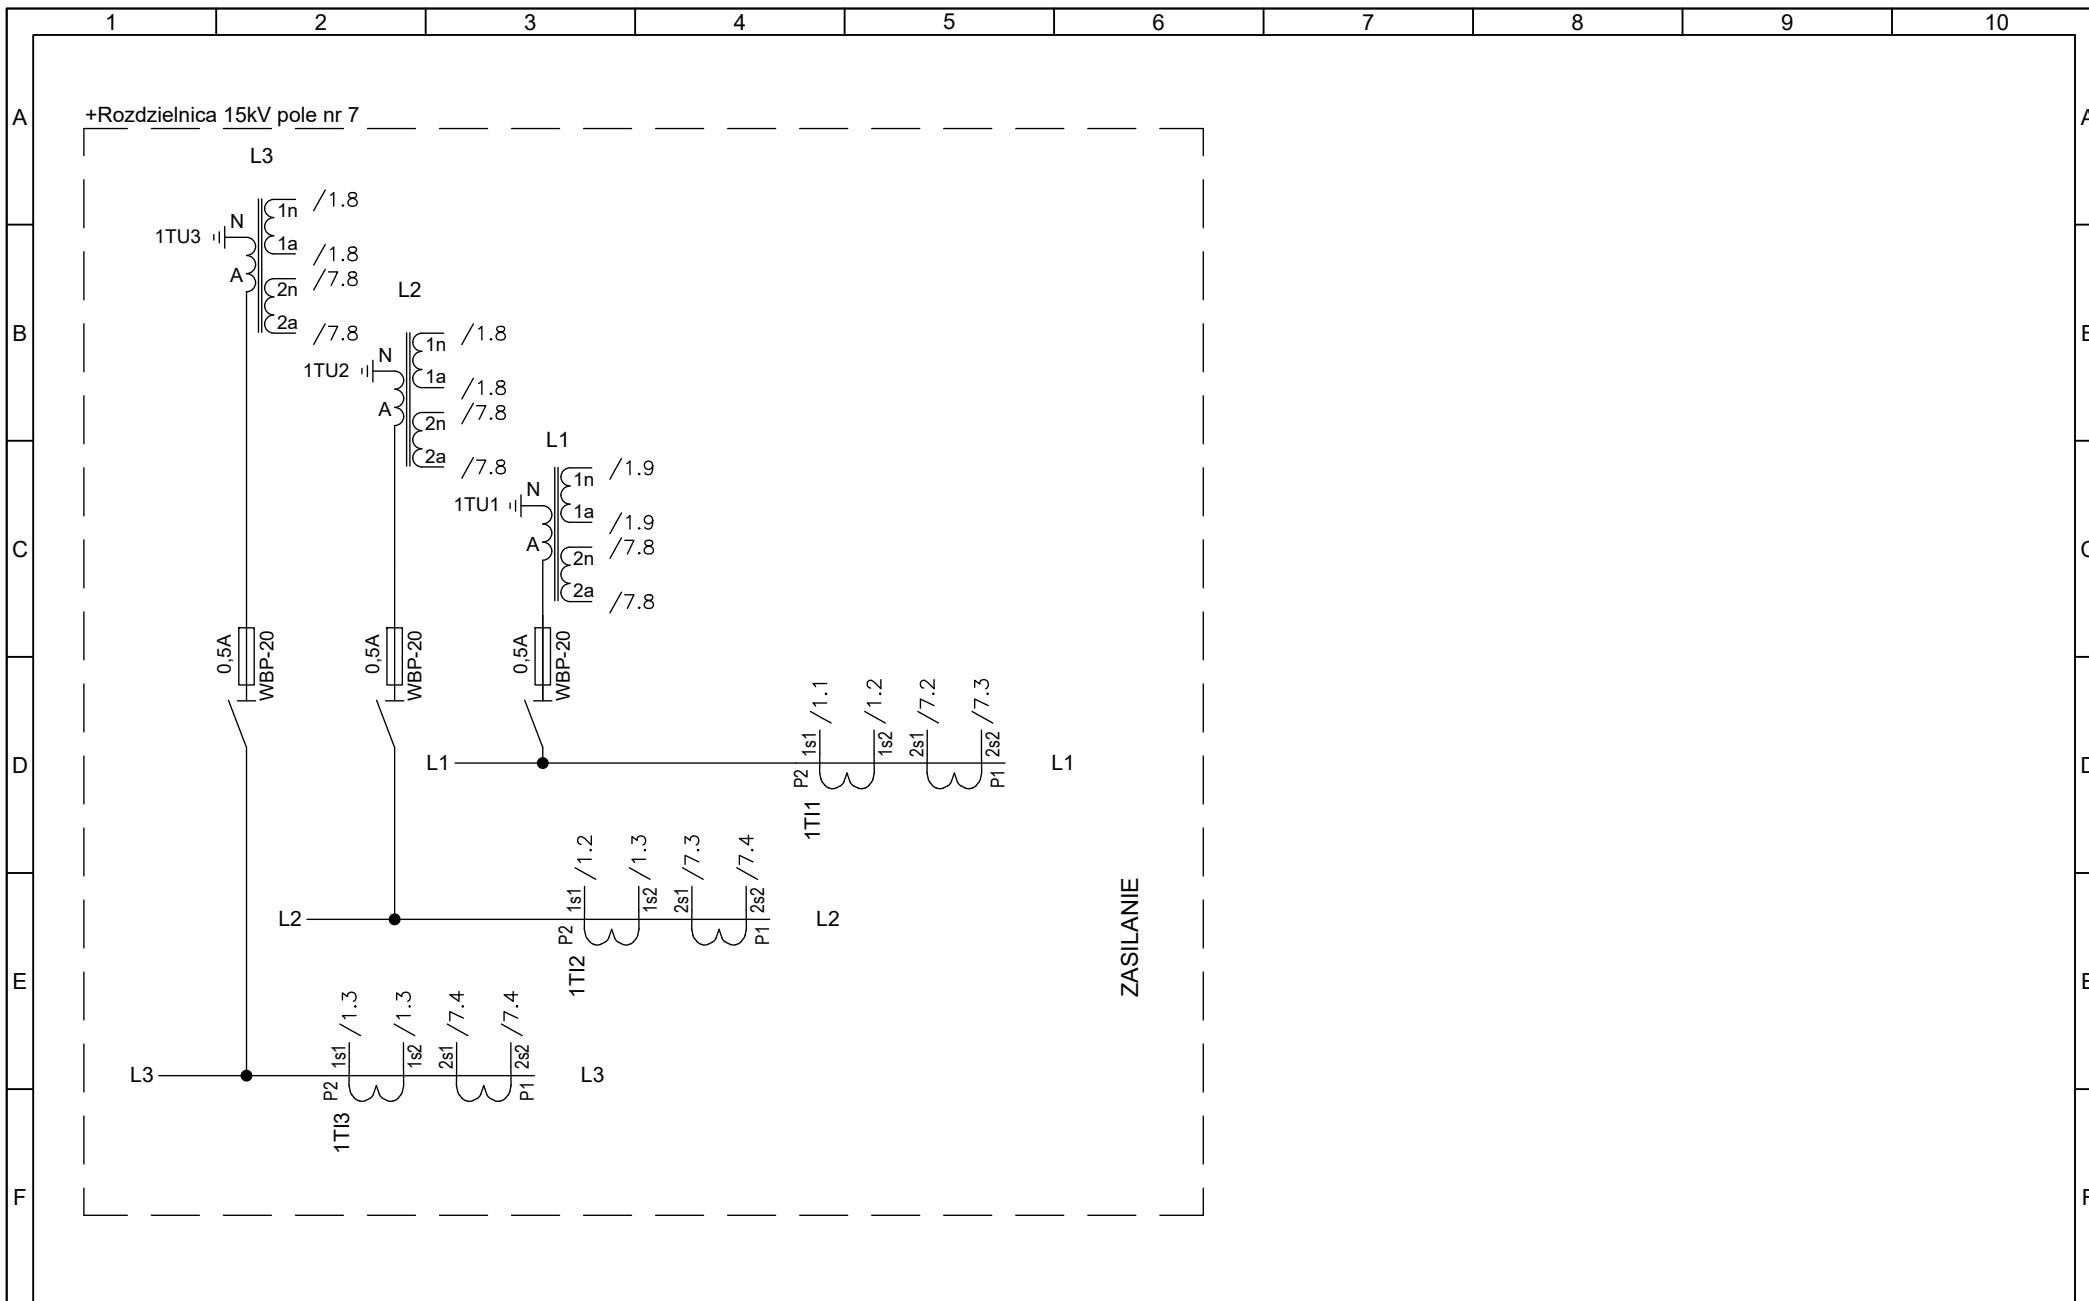 1 2 3 4 5 6 7 8 9 10
A
+Rozdzielnica 15kV pole nr 7
L3
1n /1.8
N
1TU3
1a /1.8
A
2n /7.8
2a /7.8
B
L2
1n /1.8
N
1TU2
1a /1.8
A
2n /7.8
2a /7.8
L1
1n /1.9
N
1TU1
1a /1.9
A
2n /7.8
2a /7.8
C
0,5A WBP-20
0,5A WBP-20
0,5A WBP-20
D
L1
P2 1s1 /1.1 1s2 /1.2 2s1 /7.2 2s2 /7.3 P1
L1
1TI1
L2
P2 1s1 /1.2 1s2 /1.3 2s1 /7.3 2s2 /7.4 P1
L2
1TI2
ZASILANIE
E
L3
P2 1s1 /1.3 1s2 /1.3 2s1 /7.4 2s2 /7.4 P1
L3
1TI3
F